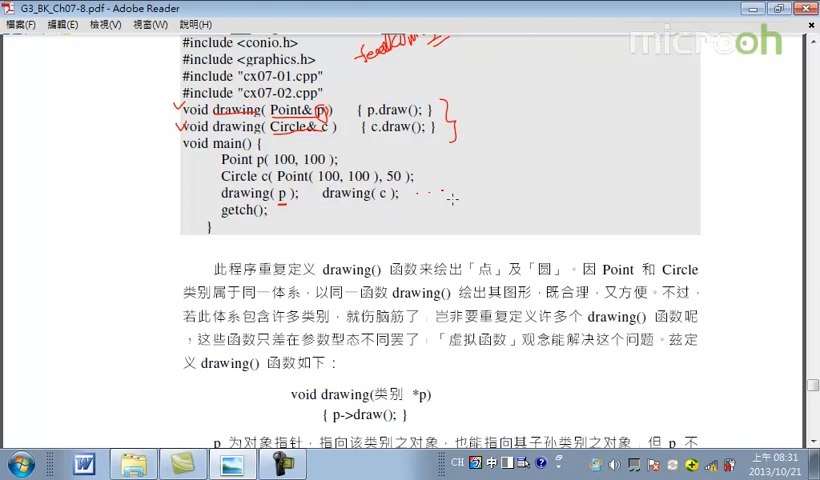 G3_BK_Ch07-8.pdf - Adobe Reader
檔案(F) 編輯(E) 檢視(V) 視窗(W) 說明(H)
microoh
#include <conio.h>
#include <graphics.h>
#include "cx07-01.cpp"
#include "cx07-02.cpp"
void drawing( Point& p ) { p.draw(); }
void drawing( Circle& c ) { c.draw(); }
void main() {
Point p( 100, 100 );
Circle c( Point( 100, 100 ), 50 );
drawing( p ); drawing( c );
getch();
}
此程序重复定义 drawing() 函数来绘出「点」及「圆」。因 Point 和 Circle
类别属于同一体系，以同一函数 drawing() 绘出其图形，既合理，又方便。不过，
若此体系包含许多类别，就伤脑筋了﹔岂非要重复定义许多个 drawing() 函数呢
，这些函数只差在参数型态不同罢了﹔「虚拟函数」观念能解决这个问题。茲定
义 drawing() 函数如下：
void drawing(类别 *p)
{ p->draw(); }
p 为对象指针，指向该类别之对象，也能指向其子孙类别之对象﹔但 p 不
CH 中
上午 08:31
2013/10/21